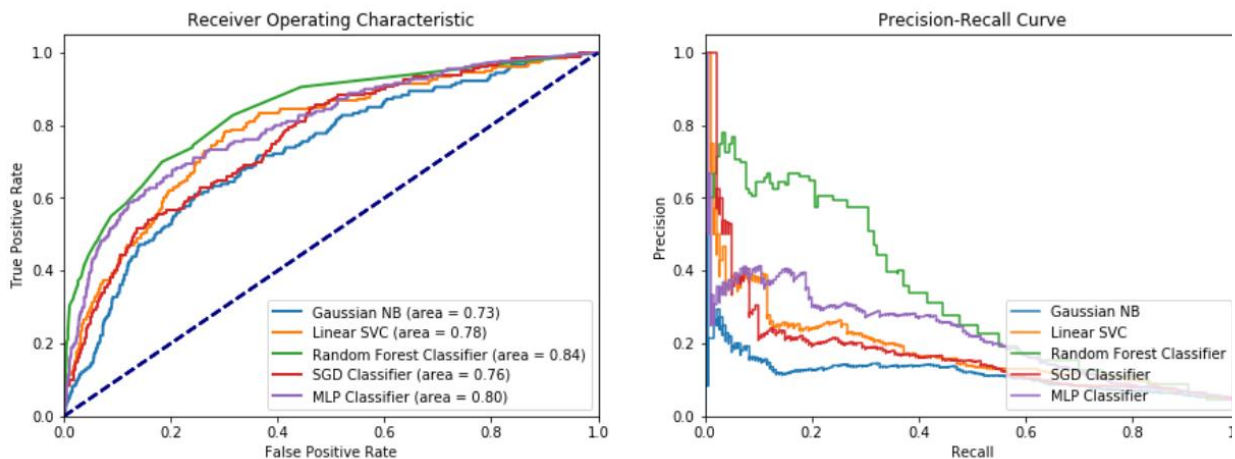 Receiver Operating Characteristic
1.0
0.8
0.6
0.4
0.2
0.0
True Positive Rate
Gaussian NB (area = 0.73)
Linear SVC (area = 0.78)
Random Forest Classifier (area = 0.84)
SGD Classifier (area = 0.76)
MLP Classifier (area = 0.80)
0.0 0.2 0.4 0.6 0.8 1.0
False Positive Rate
Precision-Recall Curve
1.0
0.8
0.6
0.4
0.2
0.0
Precision
Gaussian NB
Linear SVC
Random Forest Classifier
SGD Classifier
MLP Classifier
0.0 0.2 0.4 0.6 0.8
Recall